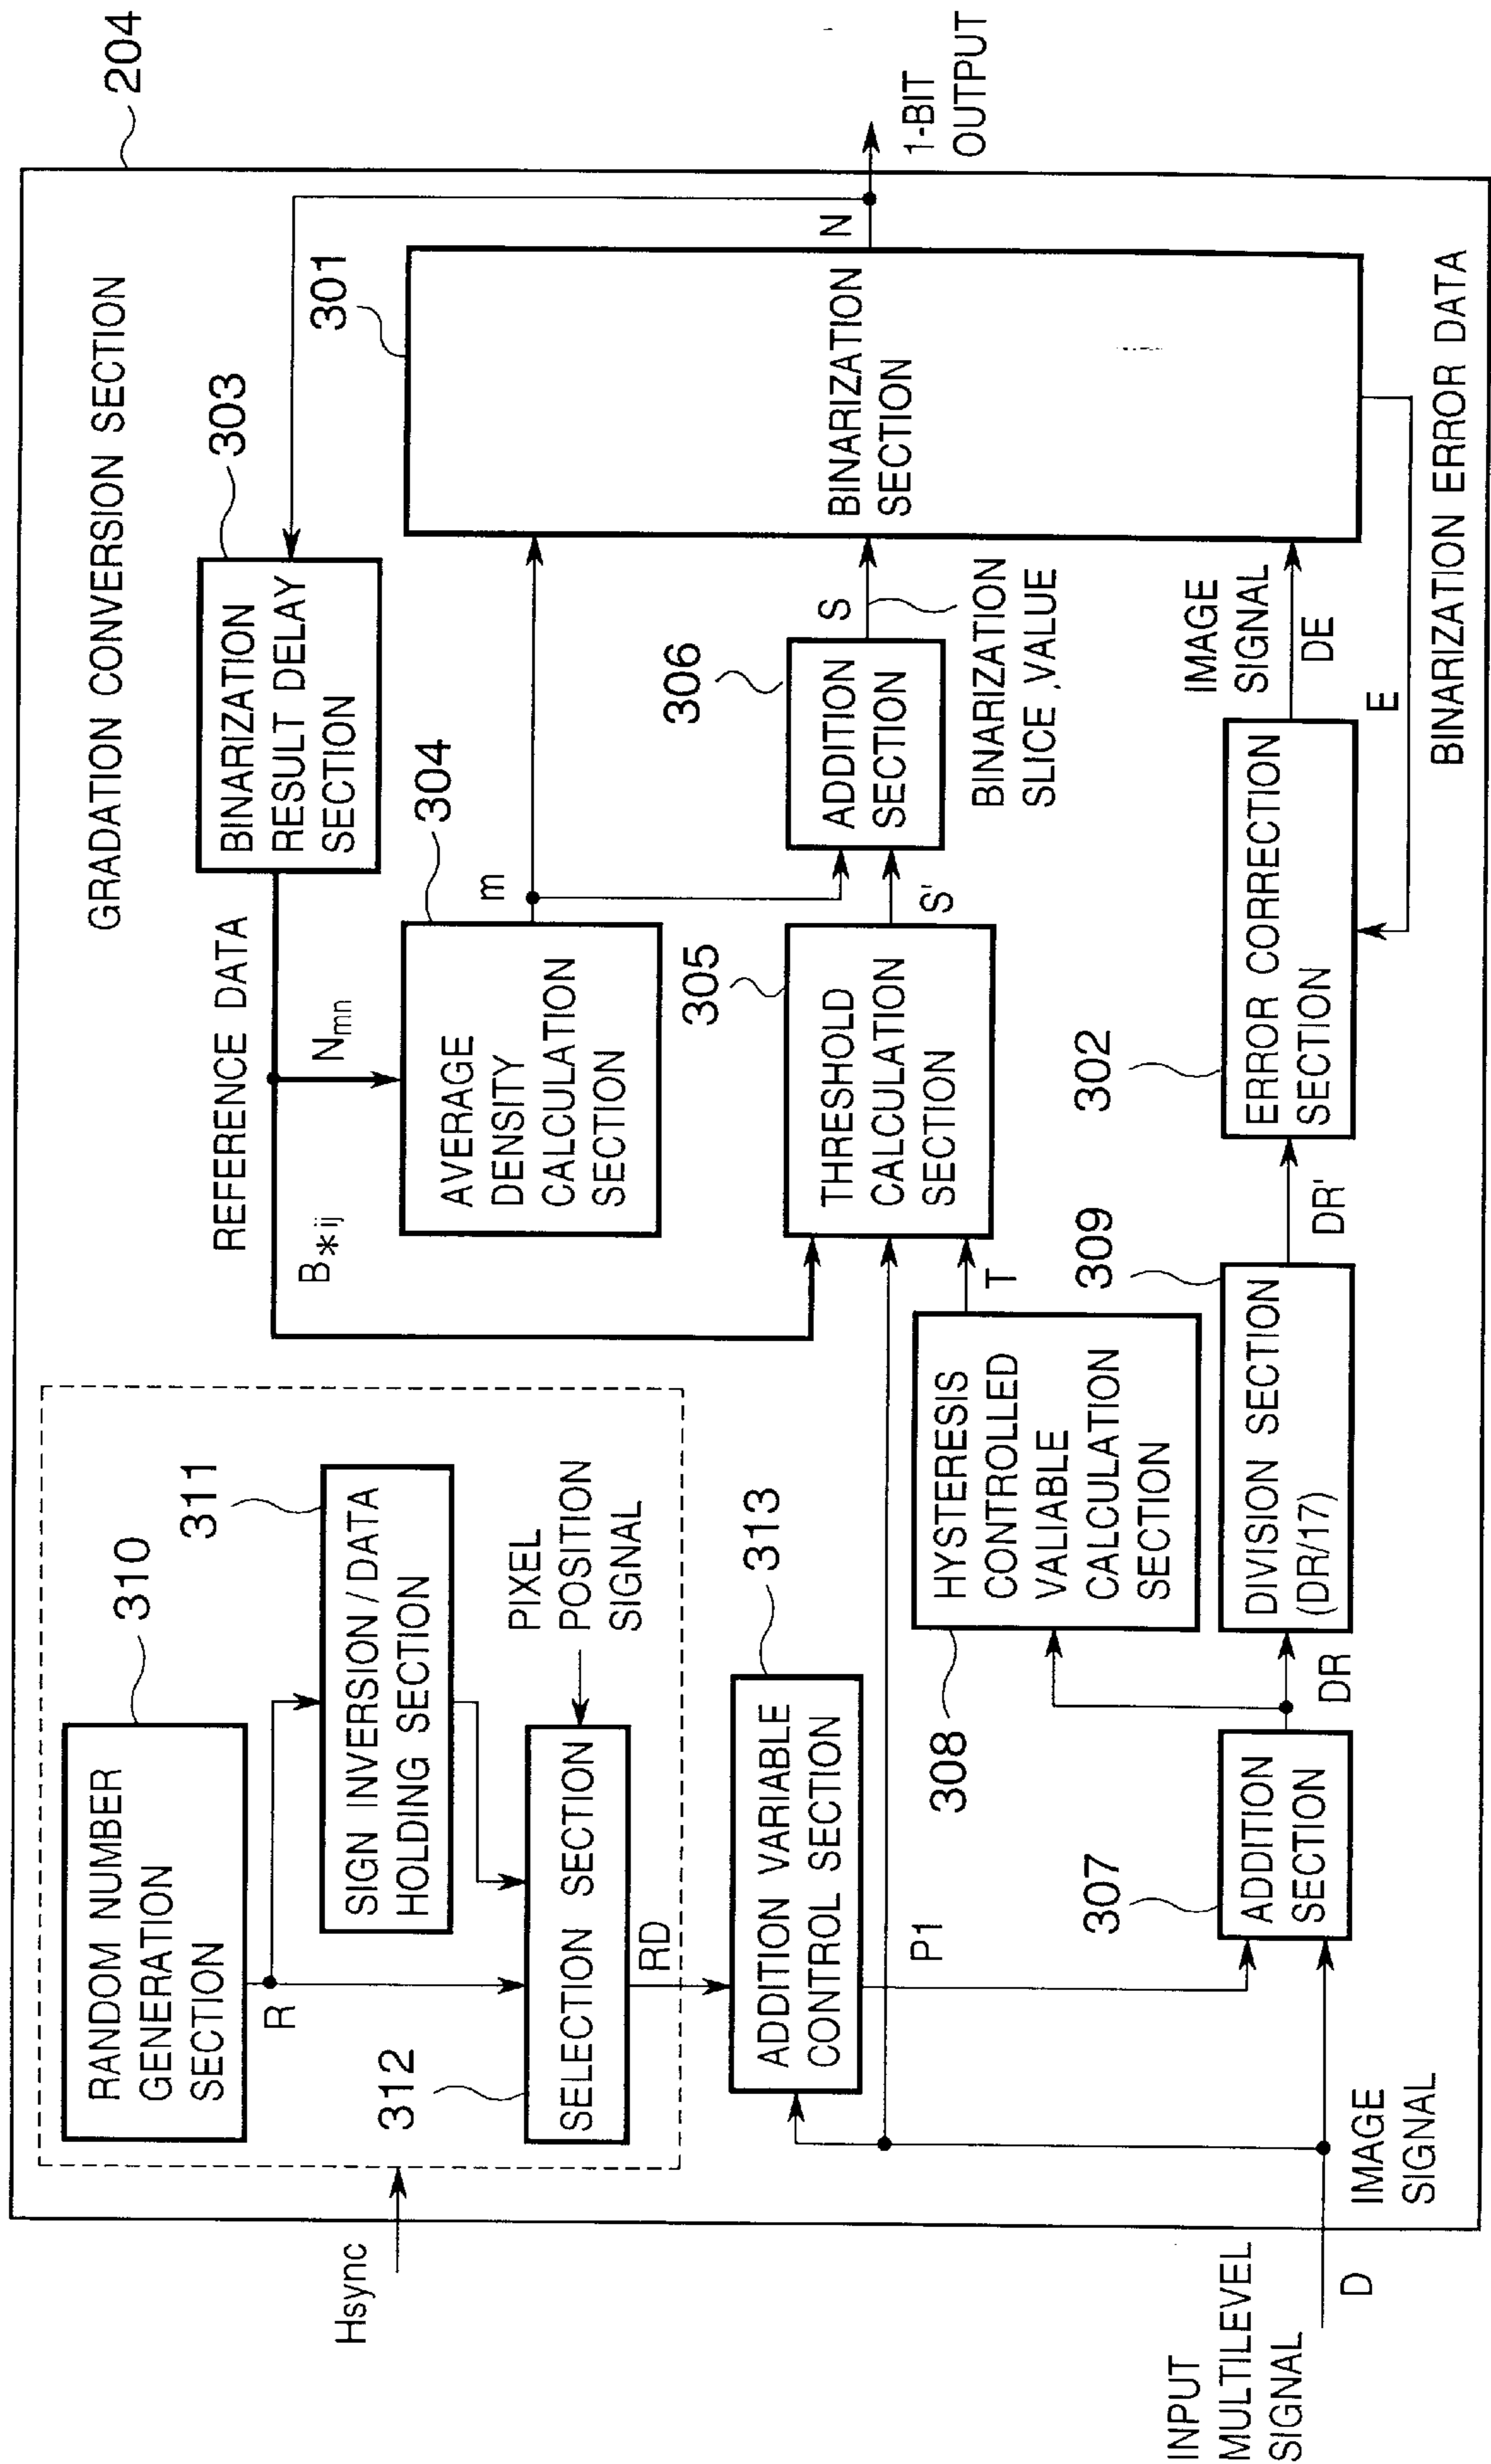 204
GRADATION CONVERSION SECTION
310
RANDOM NUMBER
GENERATION
SECTION
R
311
SIGN INVERSION/DATA
HOLDING SECTION
312
SELECTION SECTION
PIXEL
POSITION
SIGNAL
RD
Hsync
313
ADDITION VARIABLE
CONTROL SECTION
P1
REFERENCE DATA
B*ij
Nmn
303
BINARIZATION
RESULT DELAY
SECTION
304
AVERAGE
DENSITY
CALCULATION
SECTION
m
305
THRESHOLD
CALCULATION
SECTION
S'
306
ADDITION
SECTION
S
BINARIZATION
SLICE VALUE
301
BINARIZATION
SECTION
N
1-BIT
OUTPUT
308
HYSTERESIS
CONTROLLED
VALIABLE
CALCULATION
SECTION
T
307
ADDITION
SECTION
DR
309
DIVISION SECTION
(DR/17)
DR'
302
ERROR CORRECTION
SECTION
IMAGE
SIGNAL
DE
E
BINARIZATION ERROR DATA
INPUT
MULTILEVEL
SIGNAL
D
IMAGE
SIGNAL